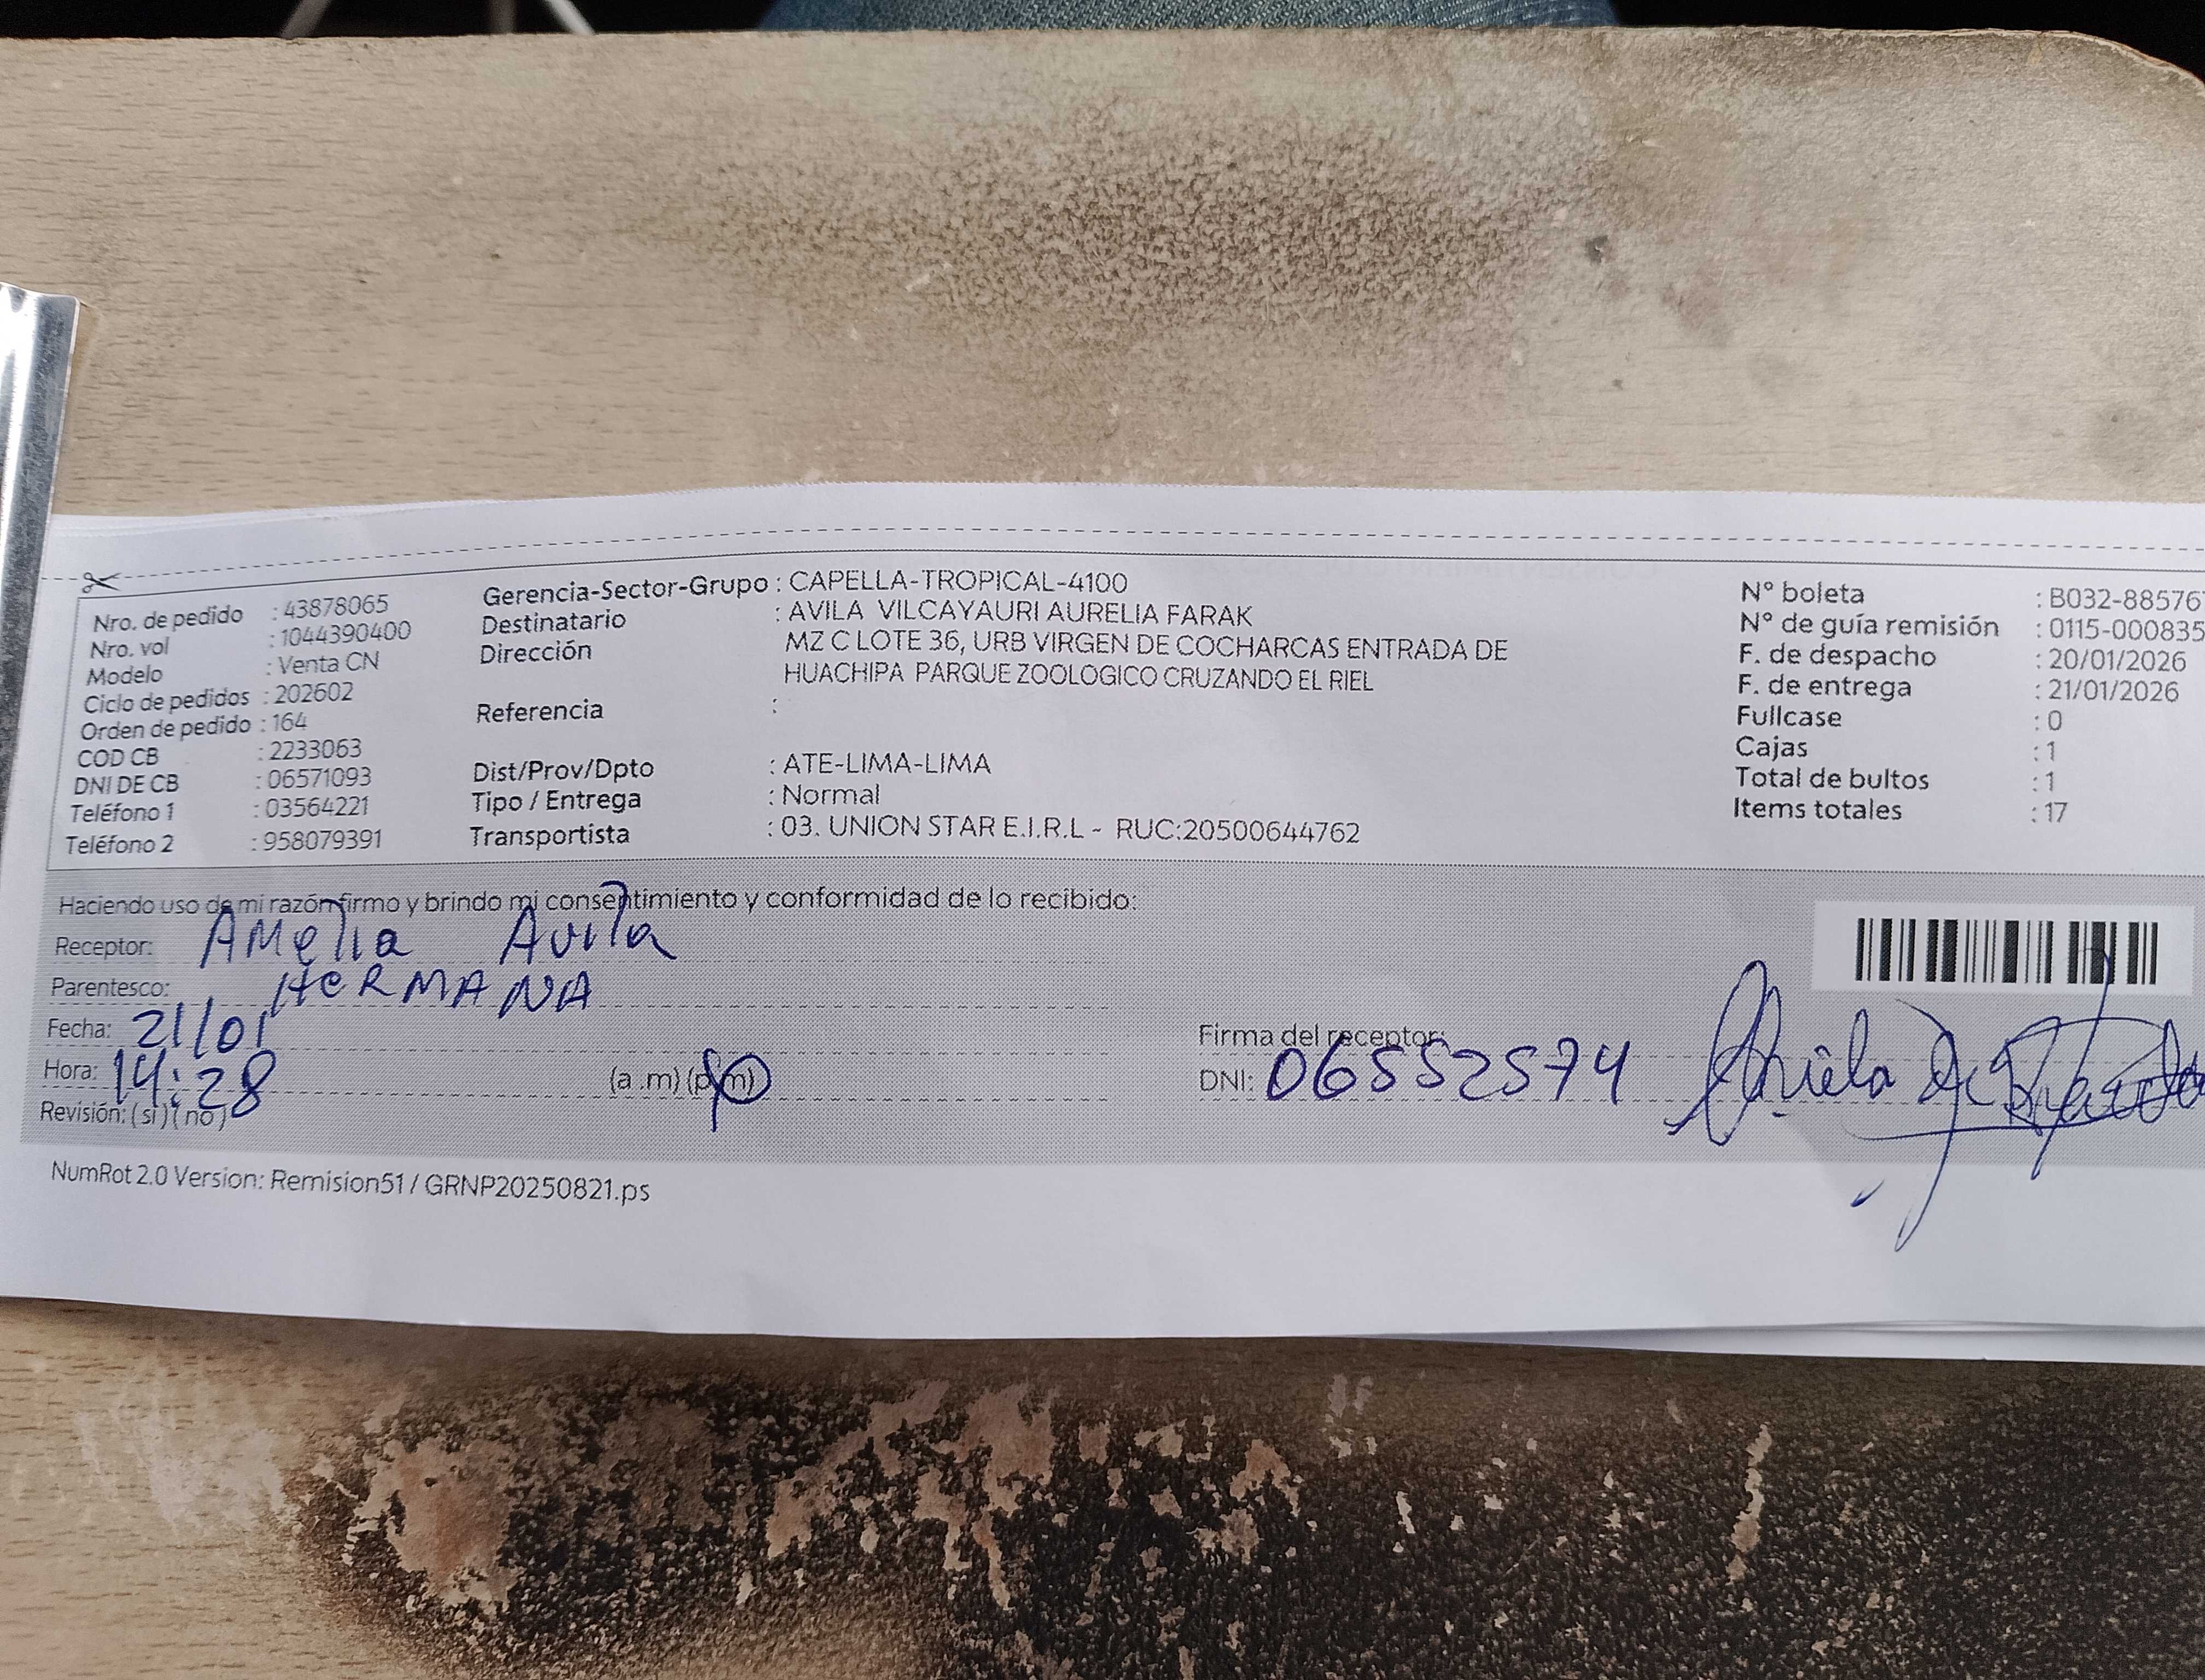 Nro. de pedido : 43878065
Nro. vol : 1044390400
Modelo : Venta CN
Ciclo de pedidos : 202602
Orden de pedido : 164
COD CB : 2233063
DNI DE CB : 06571093
Teléfono 1 : 03564221
Teléfono 2 : 958079391
Gerencia-Sector-Grupo : CAPELLA-TROPICAL-4100
Destinatario : AVILA VILCAYAURI AURELIA FARAK
Dirección MZ C LOTE 36, URB VIRGEN DE COCHARCAS ENTRADA DE
HUACHIPA PARQUE ZOOLOGICO CRUZANDO EL RIEL
Referencia :
Dist/Prov/Dpto : ATE-LIMA-LIMA
Tipo / Entrega : Normal
Transportista : 03. UNION STAR E.I.R.L - RUC:20500644762
N° boleta : B032-88576
N° de guía remisión : 0115-000835
F. de despacho : 20/01/2026
F. de entrega : 21/01/2026
Fullcase : 0
Cajas : 1
Total de bultos : 1
Items totales : 17
Haciendo uso de mi razón firmo y brindo mi consentimiento y conformidad de lo recibido:
Receptor: AMelia Avila
Parentesco: HeRMANA
Fecha: 21/01
Hora: 14:28 (a .m) (p.m)
Revisión: (si) (no)
Firma del receptor:
DNI: 06552574
NumRot 2.0 Version: Remision51 / GRNP20250821.ps